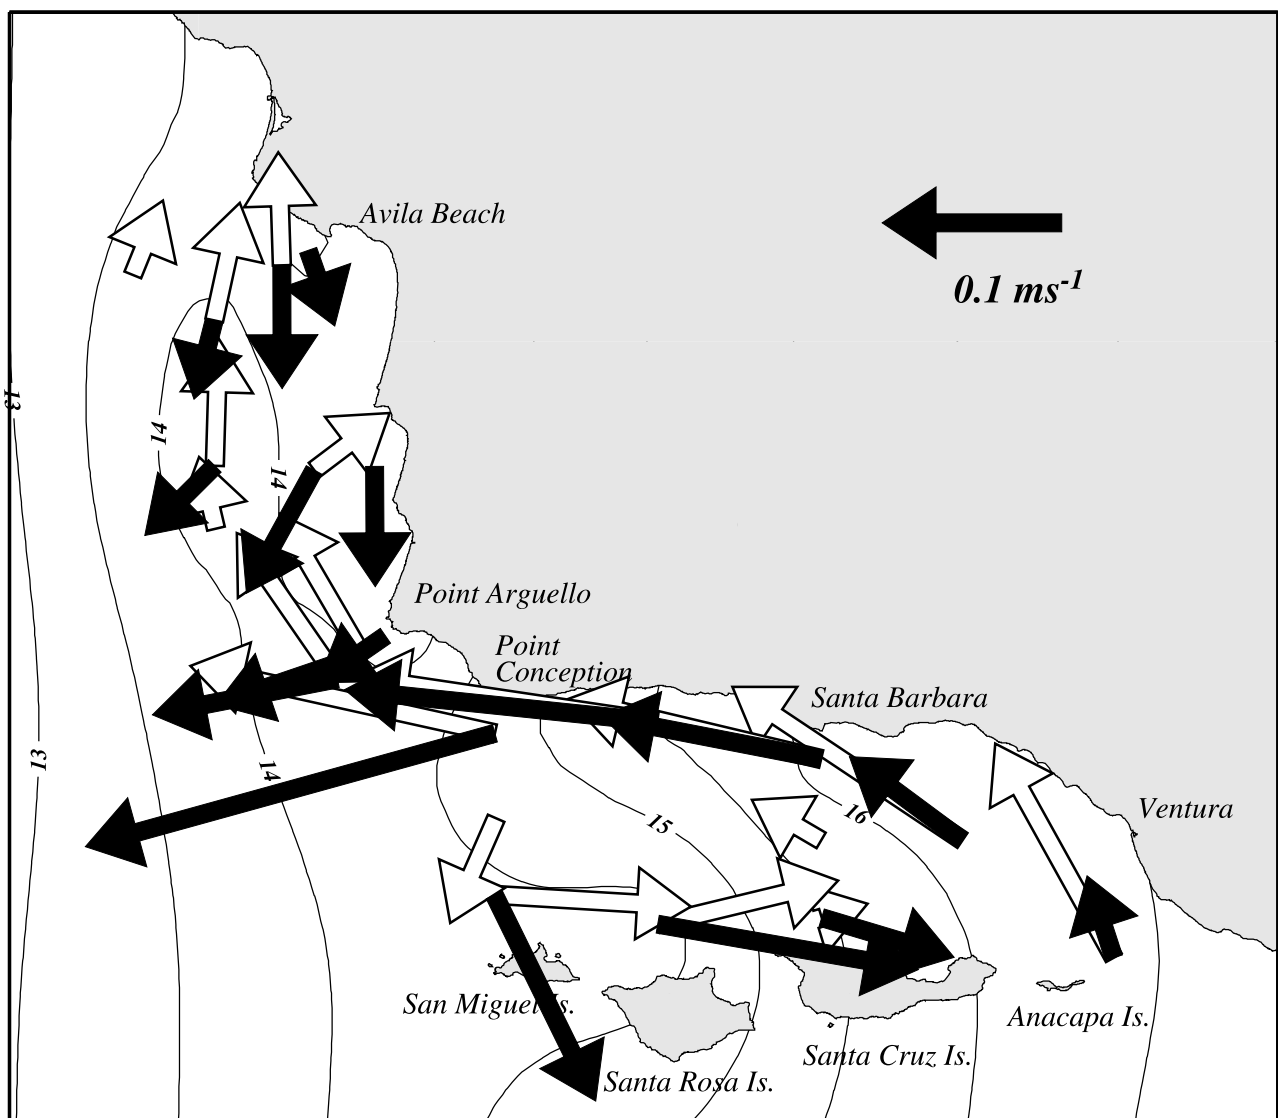 Avila Beach
0.1 ms-1
13
14
14
Point Arguello
Point
Conception
Santa Barbara
13
14
15
16
Ventura
San Miguel Is.
Anacapa Is.
Santa Cruz Is.
Santa Rosa Is.